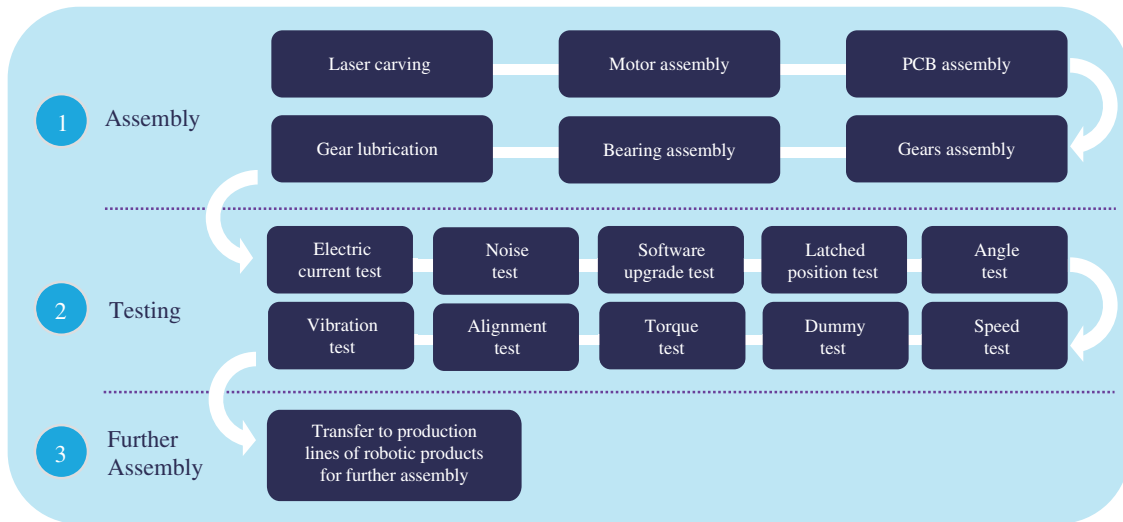 Laser carving
Motor assembly
PCB assembly
1
Assembly
Gear lubrication
Bearing assembly
Gears assembly
Electric
current test
Noise
test
Software
upgrade test
Latched
position test
Angle
test
2
Testing
Vibration
test
Alignment
test
Torque
test
Dummy
test
Speed
test
3
Further
Assembly
Transfer to production
lines of robotic products
for further assembly